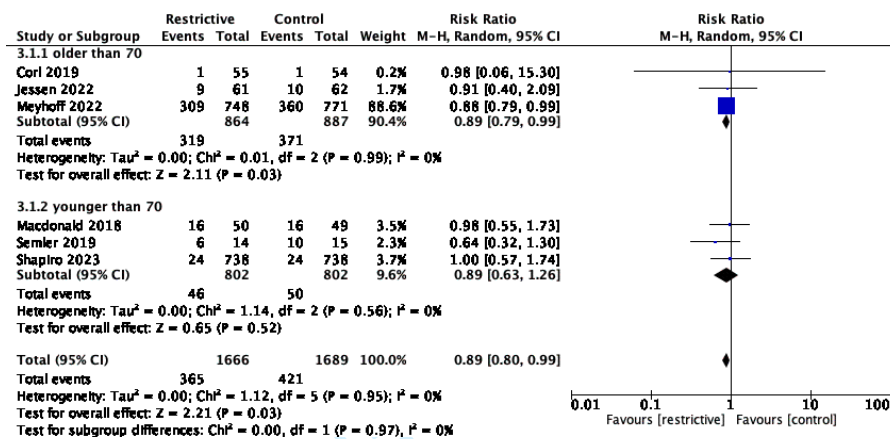 Restrictive Control Risk Ratio Risk Ratio
Study or Subgroup Events Total Events Total Weight M-H, Random, 95% CI M-H, Random, 95% CI
3.1.1 older than 70
Corl 2019 1 55 1 54 0.2% 0.98 [0.06, 15.30]
Jessen 2022 9 61 10 62 1.7% 0.91 [0.40, 2.09]
Meyhoff 2022 309 748 360 771 88.6% 0.88 [0.79, 0.99]
Subtotal (95% CI) 864 887 90.4% 0.89 [0.79, 0.99]
Total events 319 371
Heterogeneity: Tau² = 0.00; Chi² = 0.01, df = 2 (P = 0.99); I² = 0%
Test for overall effect: Z = 2.11 (P = 0.03)
3.1.2 younger than 70
Macdonald 2018 16 50 16 49 3.5% 0.98 [0.55, 1.73]
Semler 2019 6 14 10 15 2.3% 0.64 [0.32, 1.30]
Shapiro 2023 24 738 24 738 3.7% 1.00 [0.57, 1.74]
Subtotal (95% CI) 802 802 9.6% 0.89 [0.63, 1.26]
Total events 46 50
Heterogeneity: Tau² = 0.00; Chi² = 1.14, df = 2 (P = 0.56); I² = 0%
Test for overall effect: Z = 0.65 (P = 0.52)
Total (95% CI) 1666 1689 100.0% 0.89 [0.80, 0.99]
Total events 365 421
Heterogeneity: Tau² = 0.00; Chi² = 1.12, df = 5 (P = 0.95); I² = 0%
Test for overall effect: Z = 2.21 (P = 0.03)
Test for subgroup differences: Chi² = 0.00, df = 1 (P = 0.97), I² = 0%
0.01 0.1 1 10 100
Favours [restrictive] Favours [control]